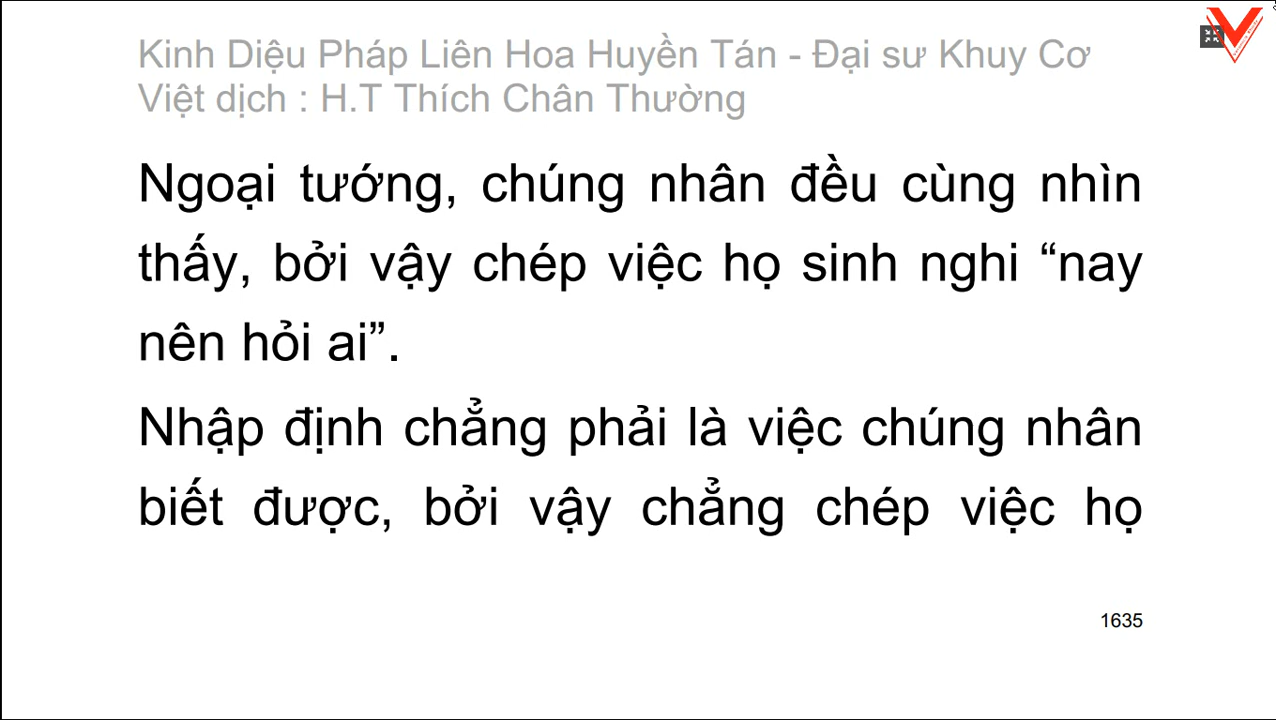 Kinh Diệu Pháp Liên Hoa Huyền Tán - Đại sư Khuy Cơ
Việt dịch : H.T Thích Chân Thường
Ngoại tướng, chúng nhân đều cùng nhìn
thấy, bởi vậy chép việc họ sinh nghi “nay
nên hỏi ai”.
Nhập định chẳng phải là việc chúng nhân
biết được, bởi vậy chẳng chép việc họ
1635